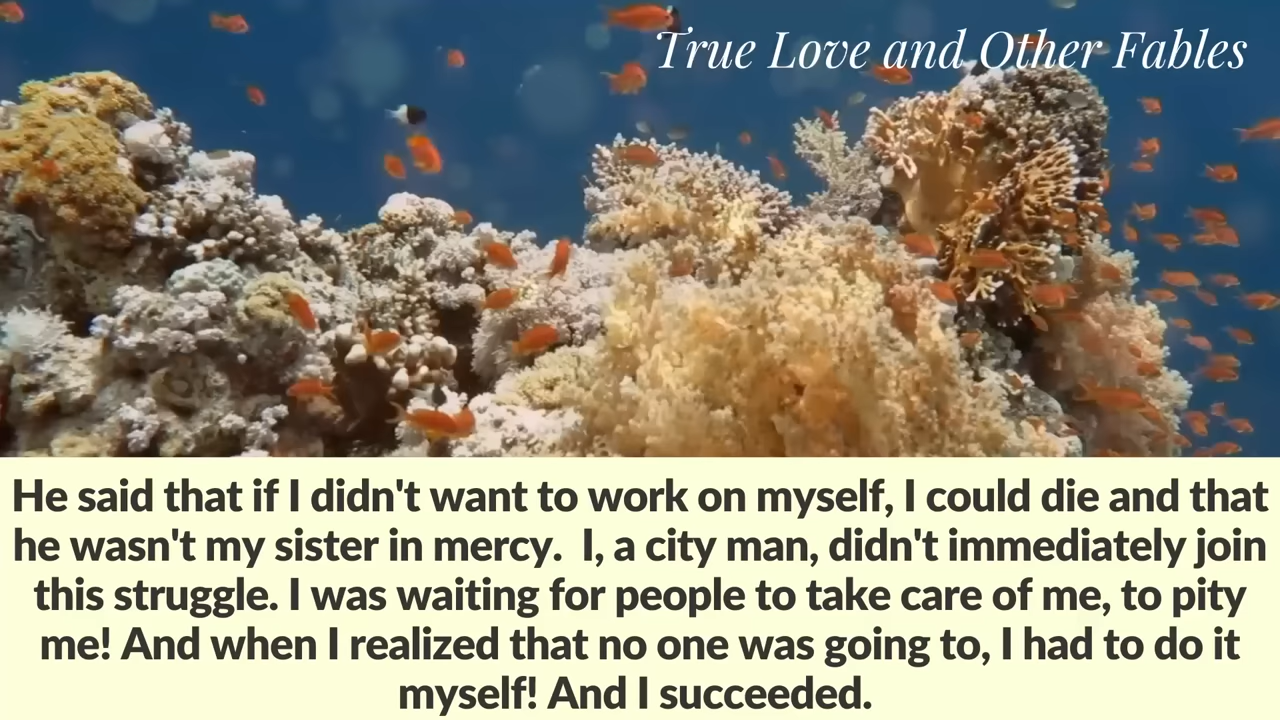 True Love and Other Fables
He said that if I didn't want to work on myself, I could die and that
he wasn't my sister in mercy.  I, a city man, didn't immediately join
this struggle. I was waiting for people to take care of me, to pity
me! And when I realized that no one was going to, I had to do it
myself! And I succeeded.